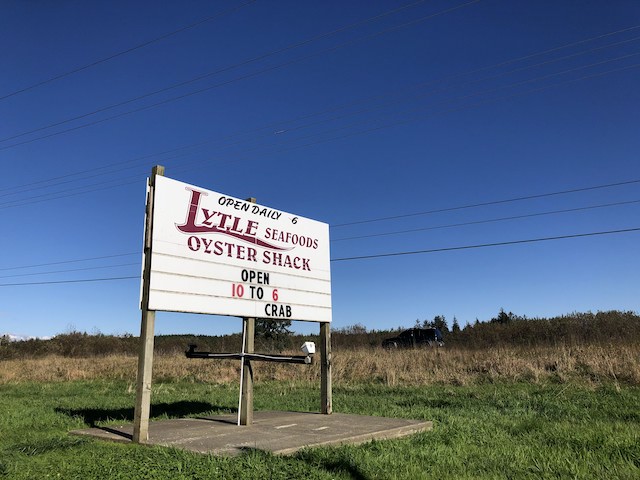 OPEN DAILY 6
LYTLE SEAFOODS
OYSTER SHACK
OPEN
10 TO 6
CRAB